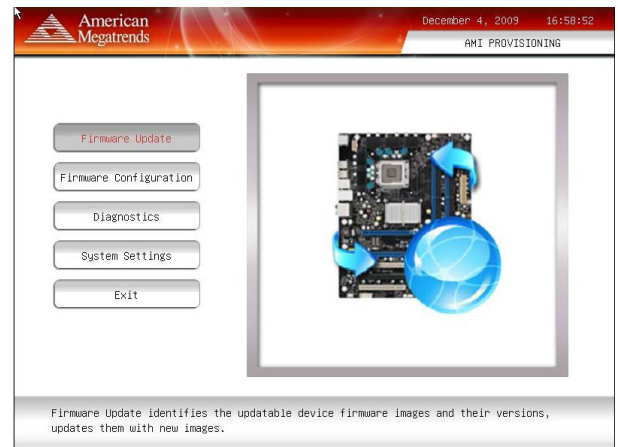 American
Megatrends
December 4, 2009 16:58:52
AMI PROVISIONING
Firmware Update
Firmware Configuration
Diagnostics
System Settings
Exit
Firmware Update identifies the updatable device firmware images and their versions,
updates them with new images.